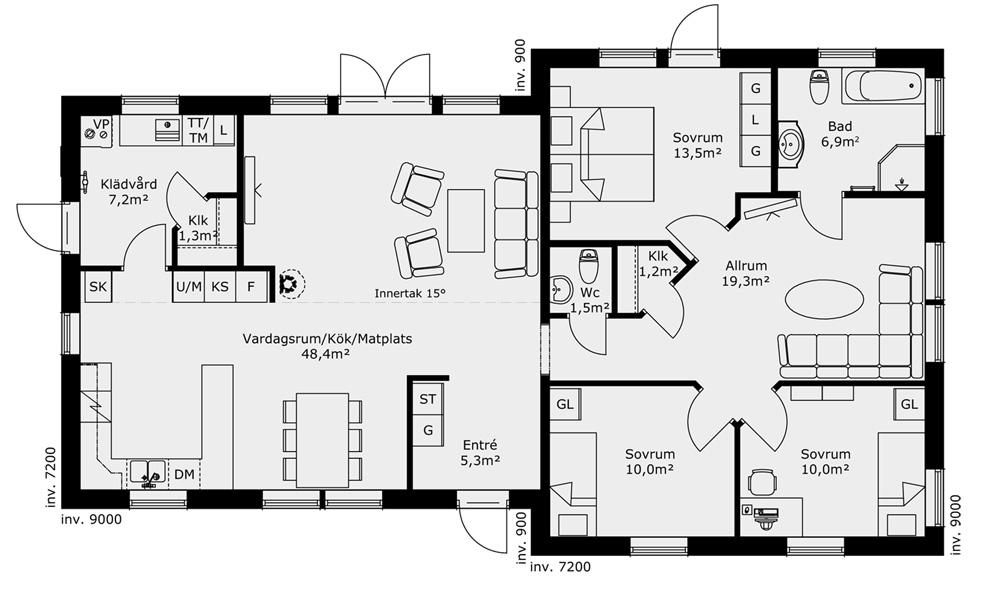 inv. 900
VP
TT/
TM
L
Klädvård
7,2m²
Klk
1,3m²
G
L
G
Sovrum
13,5m²
Bad
6,9m²
SK
U/M
KS
F
Innertak 15°
Vardagsrum/Kök/Matplats
48,4m²
Klk
1,2m²
Wc
1,5m²
Allrum
19,3m²
ST
G
Entré
5,3m²
DM
GL
Sovrum
10,0m²
GL
Sovrum
10,0m²
inv. 7200
inv. 9000
inv. 900
inv. 7200
inv. 9000